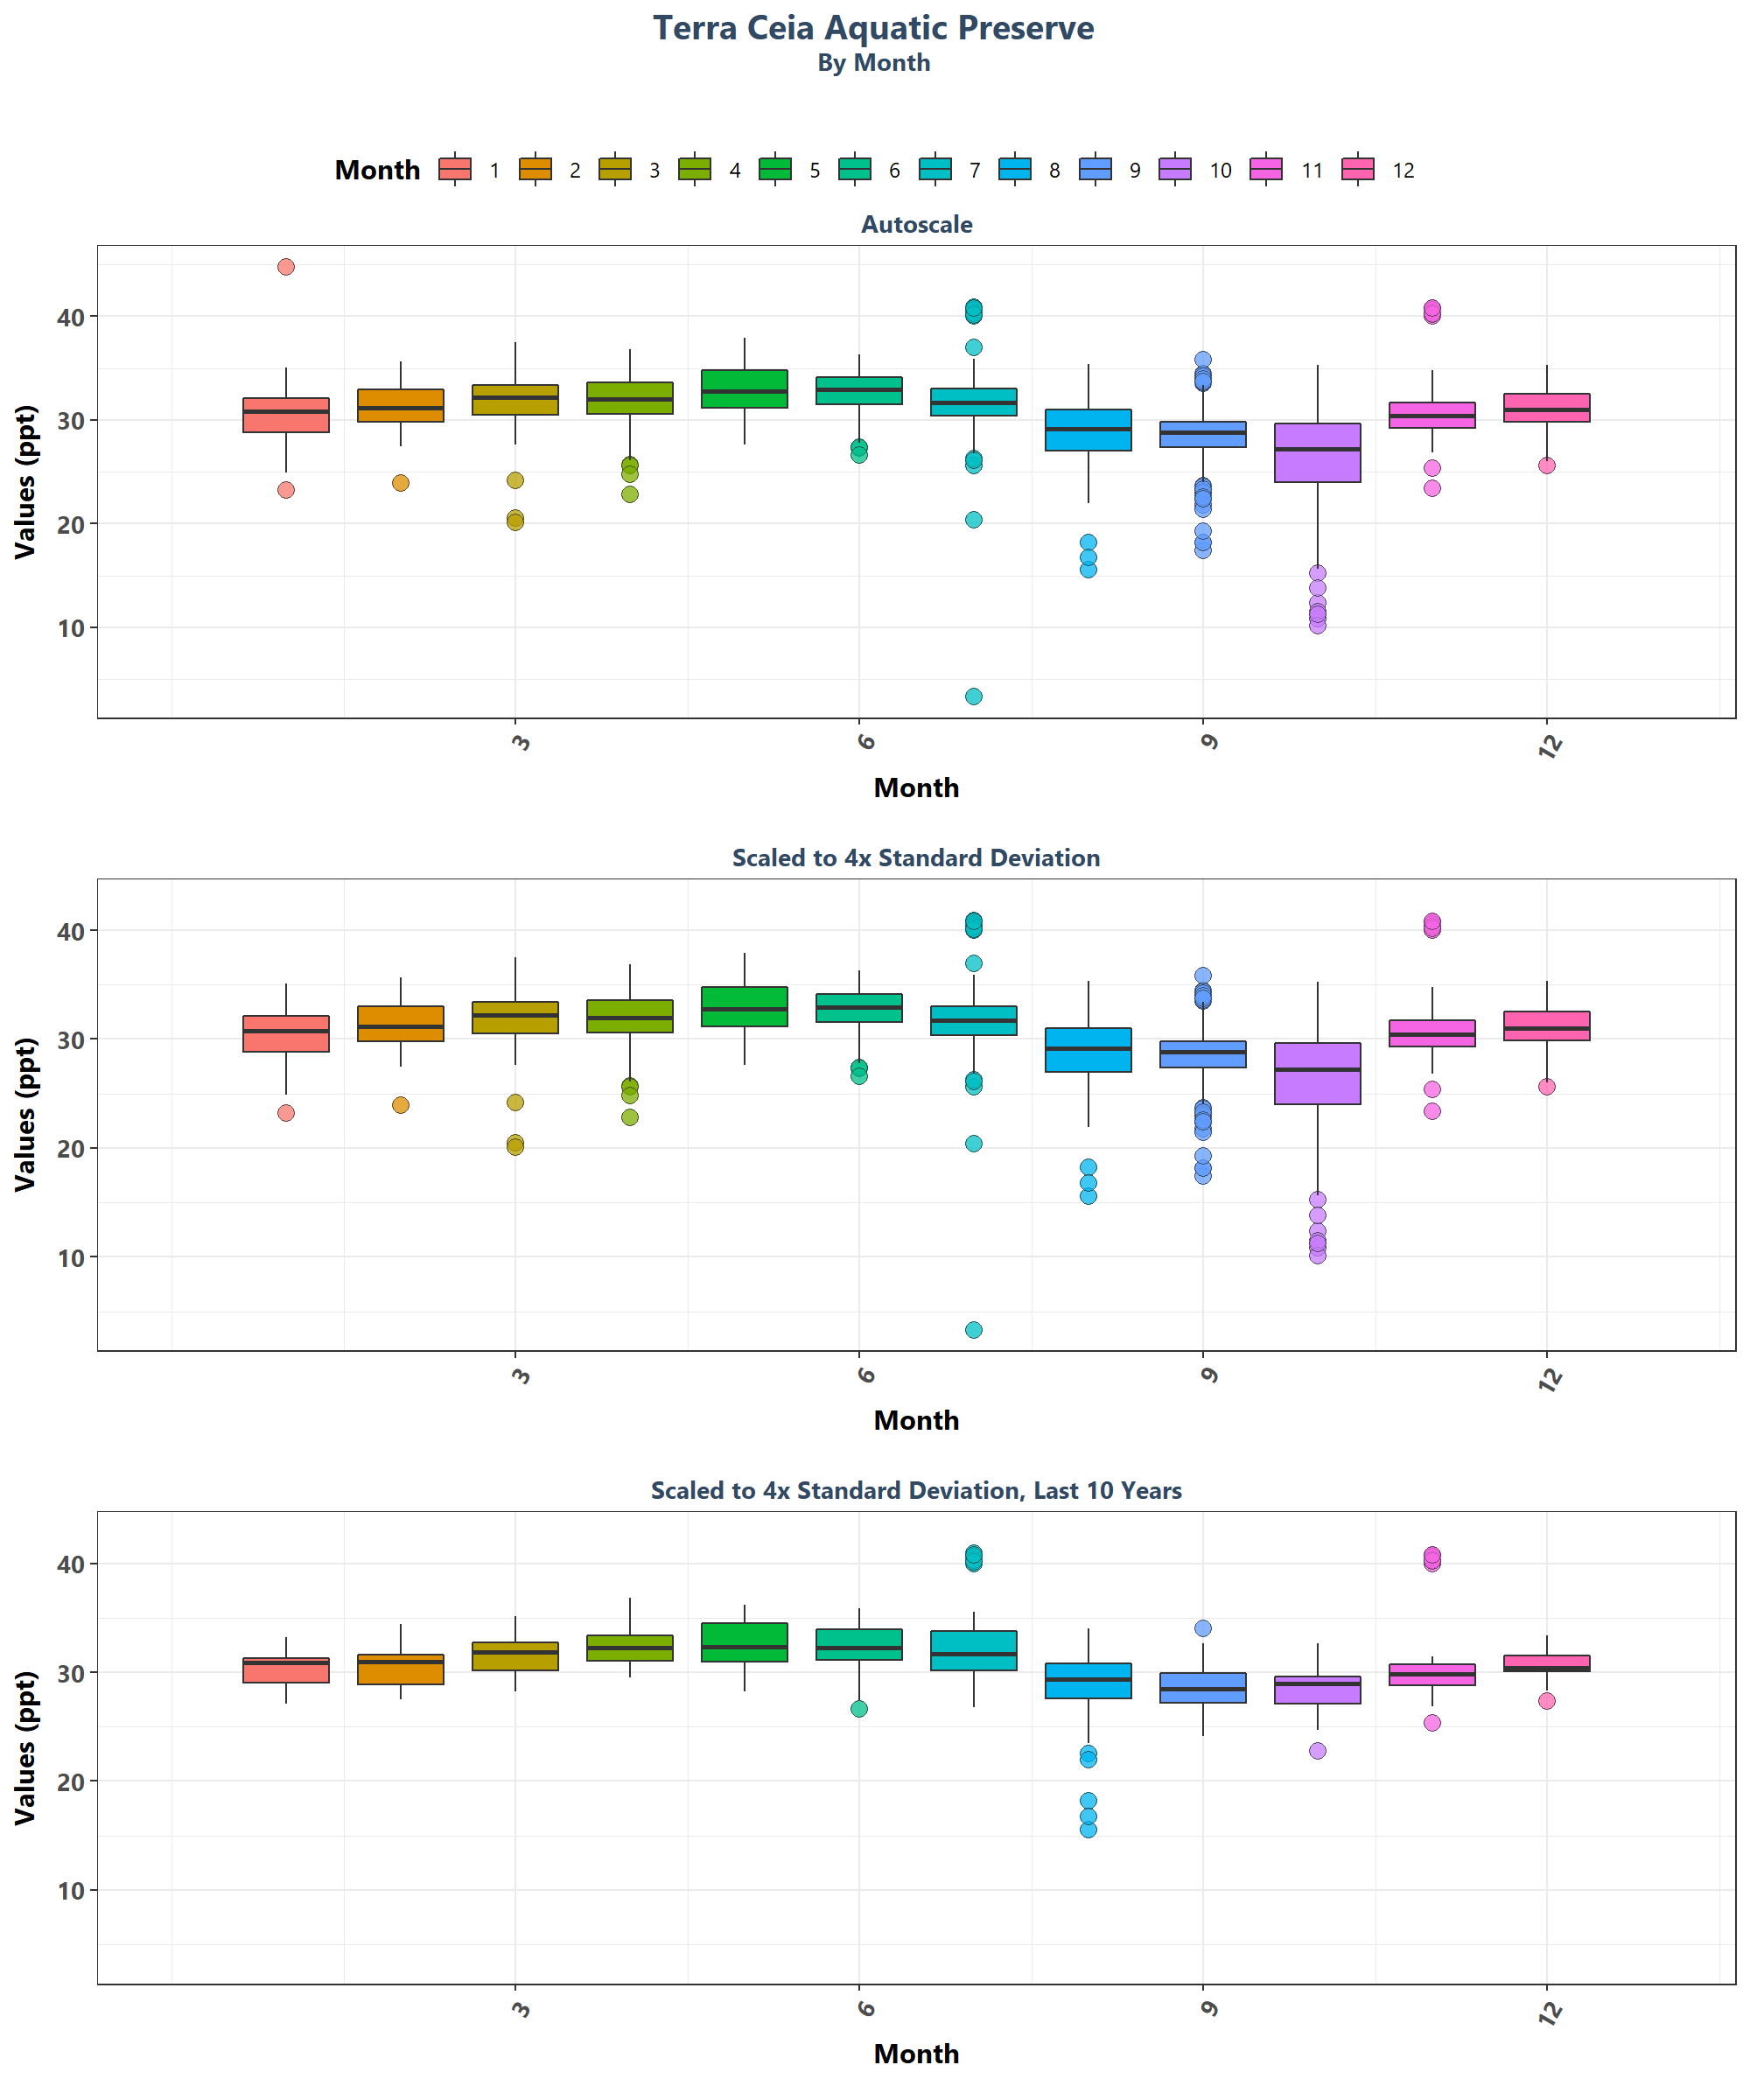 Terra Ceia Aquatic Preserve
By Month
Month 1 2 3 4 5 6 7 8 9 10 11 12
Autoscale
Values (ppt)
40
30
20
10
3 6 9 12
Month
Scaled to 4x Standard Deviation
Values (ppt)
40
30
20
10
3 6 9 12
Month
Scaled to 4x Standard Deviation, Last 10 Years
Values (ppt)
40
30
20
10
3 6 9 12
Month